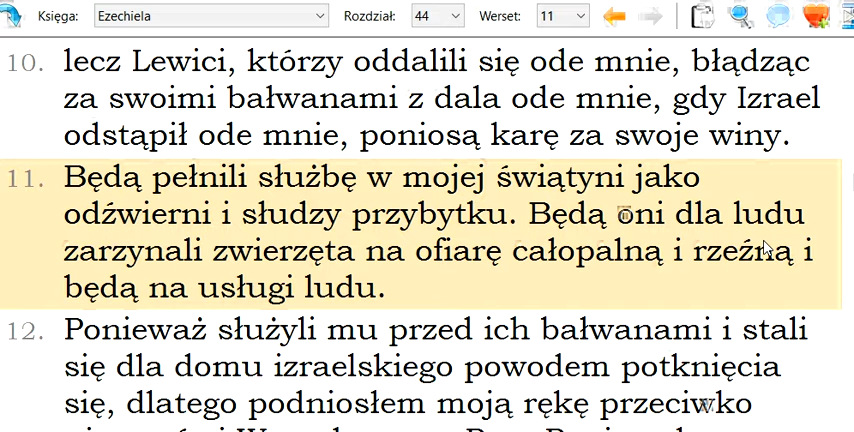 Księga: Ezechiela Rozdział: 44 Werset: 11
10. lecz Lewici, którzy oddalili się ode mnie, błądząc
za swoimi bałwanami z dala ode mnie, gdy Izrael
odstąpił ode mnie, poniosą karę za swoje winy.
11. Będą pełnili służbę w mojej świątyni jako
odźwierni i słudzy przybytku. Będą oni dla ludu
zarzynali zwierzęta na ofiarę całopalną i rzeźną i
będą na usługi ludu.
12. Ponieważ służyli mu przed ich bałwanami i stali
się dla domu izraelskiego powodem potknięcia
się, dlatego podniosłem moją rękę przeciwko